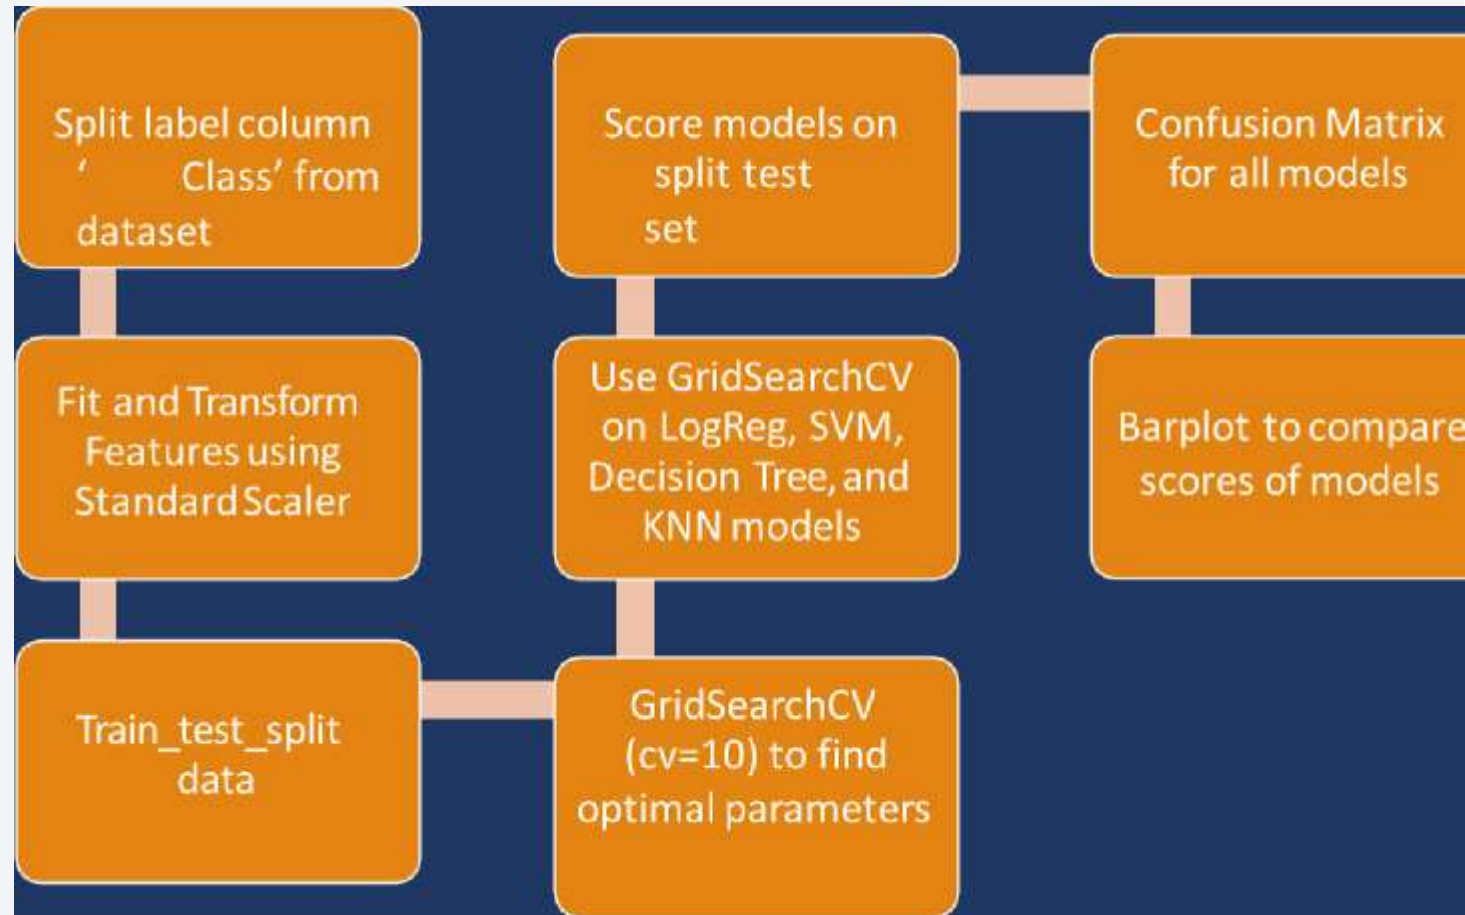 Split label column
‘ Class’ from
dataset
Fit and Transform
Features using
Standard Scaler
Train_test_split
data
GridSearchCV
(cv=10) to find
optimal parameters
Use GridSearchCV
on LogReg, SVM,
Decision Tree, and
KNN models
Score models on
split test
set
Confusion Matrix
for all models
Barplot to compare
scores of models